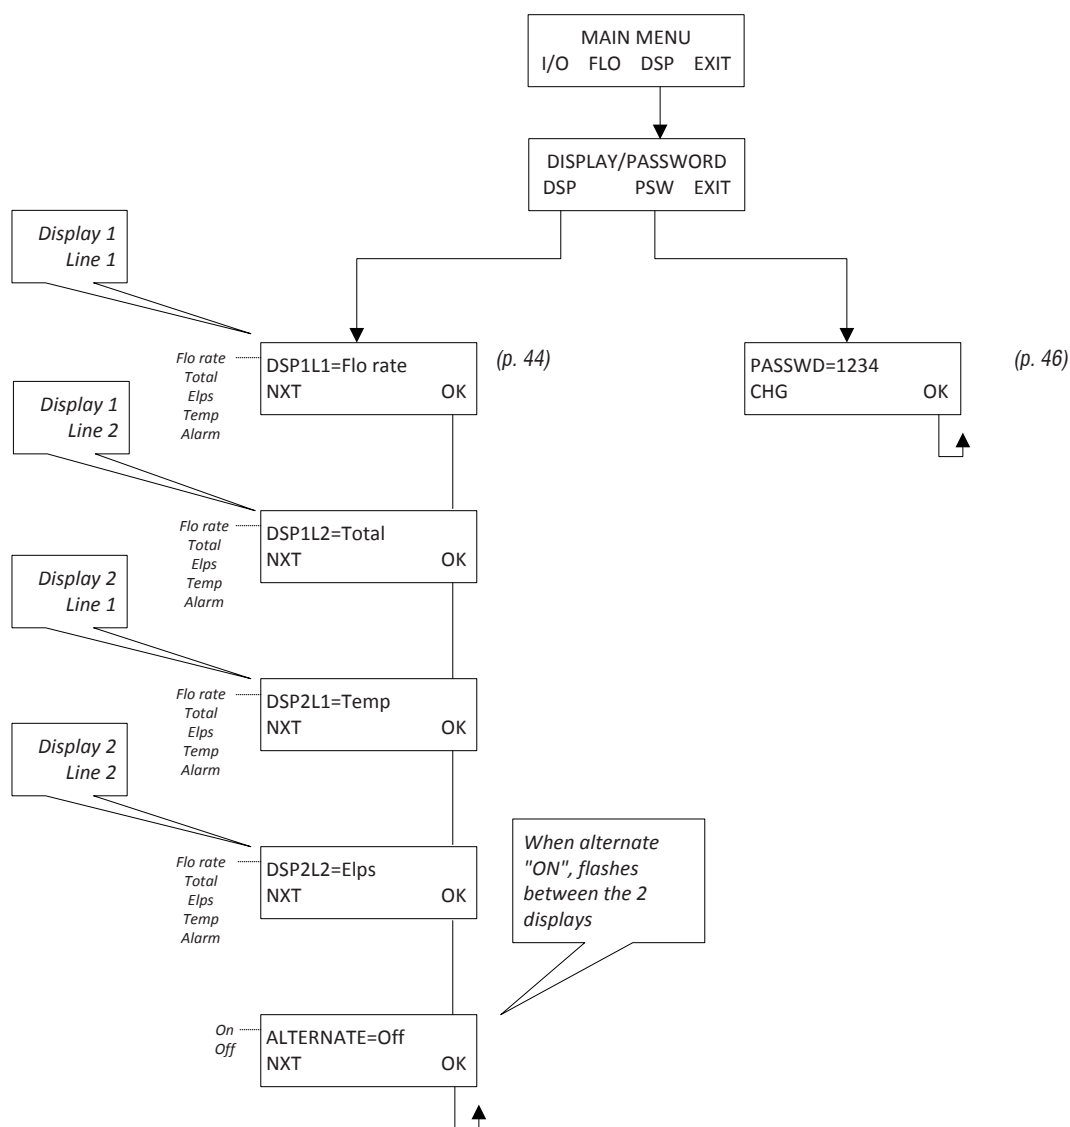 MAIN MENU
I/O FLO DSP EXIT
DISPLAY/PASSWORD
DSP PSW EXIT
Display 1
Line 1
Flo rate
Total
Elps
Temp
Alarm
DSP1L1=Flo rate
NXT OK
(p. 44)
PASSWD=1234
CHG OK
(p. 46)
Display 1
Line 2
Flo rate
Total
Elps
Temp
Alarm
DSP1L2=Total
NXT OK
Display 2
Line 1
Flo rate
Total
Elps
Temp
Alarm
DSP2L1=Temp
NXT OK
Display 2
Line 2
Flo rate
Total
Elps
Temp
Alarm
DSP2L2=Elps
NXT OK
When alternate
"ON", flashes
between the 2
displays
On
Off
ALTERNATE=Off
NXT OK